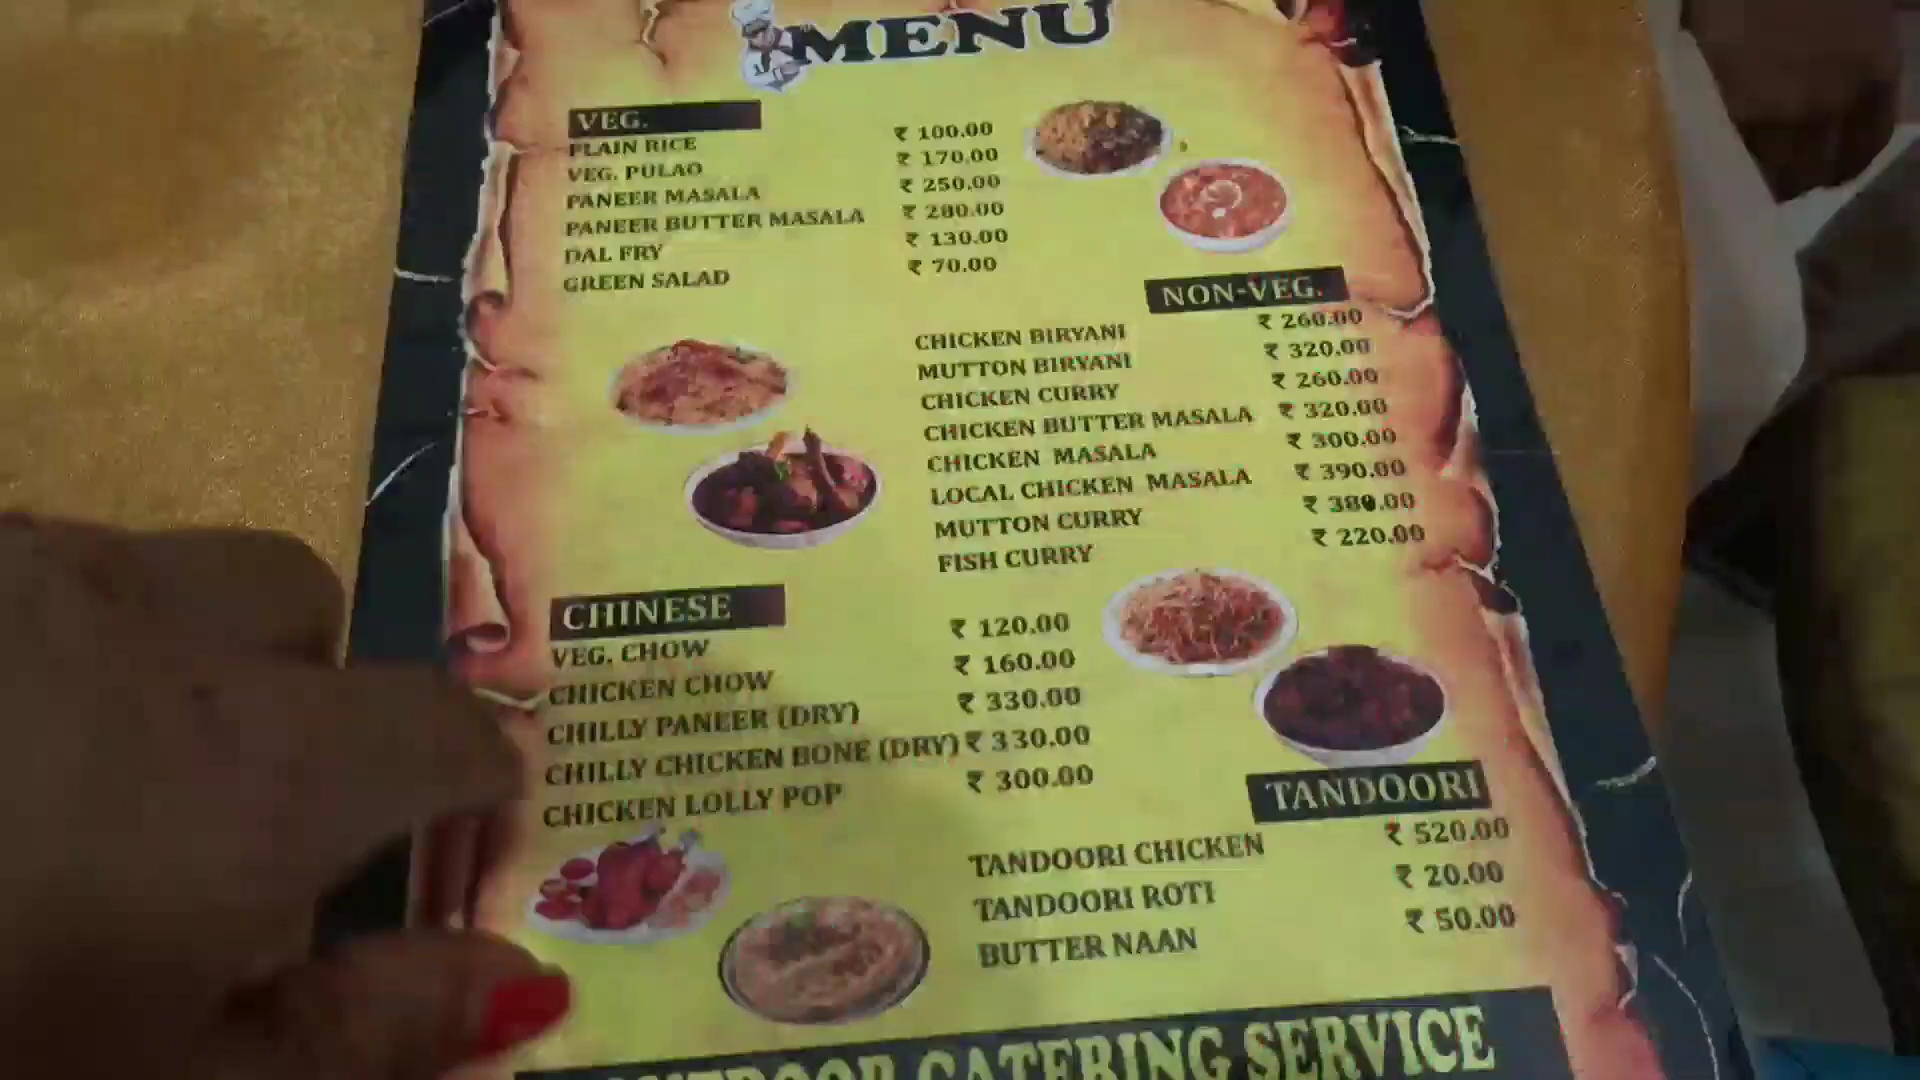 MENU
VEG.
PLAIN RICE ₹ 100.00
VEG. PULAO ₹ 170.00
PANEER MASALA ₹ 250.00
PANEER BUTTER MASALA ₹ 280.00
DAL FRY ₹ 130.00
GREEN SALAD ₹ 70.00
NON-VEG.
CHICKEN BIRYANI ₹ 260.00
MUTTON BIRYANI ₹ 320.00
CHICKEN CURRY ₹ 260.00
CHICKEN BUTTER MASALA ₹ 320.00
CHICKEN MASALA ₹ 300.00
LOCAL CHICKEN MASALA ₹ 390.00
MUTTON CURRY ₹ 380.00
FISH CURRY ₹ 220.00
CHINESE
VEG. CHOW ₹ 120.00
CHICKEN CHOW ₹ 160.00
CHILLY PANEER (DRY) ₹ 330.00
CHILLY CHICKEN BONE (DRY) ₹ 330.00
CHICKEN LOLLY POP ₹ 300.00
TANDOORI
TANDOORI CHICKEN ₹ 520.00
TANDOORI ROTI ₹ 20.00
BUTTER NAAN ₹ 50.00
OUTDOOR CATERING SERVICE